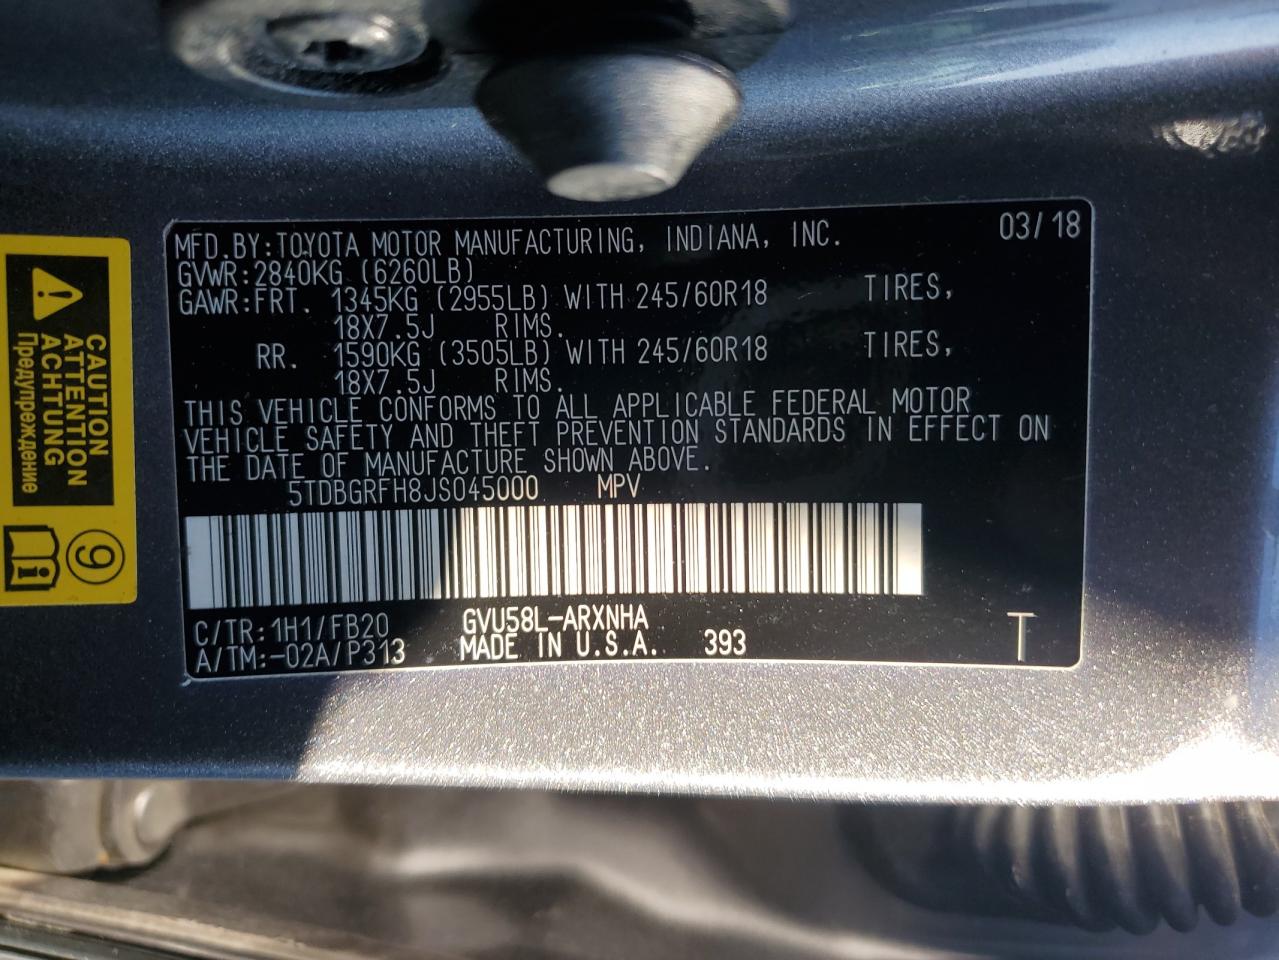 MFD.BY:TOYOTA MOTOR MANUFACTURING, INDIANA, INC. 03/18
GVWR:2840KG (6260LB)
GAWR:FRT. 1345KG (2955LB) WITH 245/60R18 TIRES,
18X7.5J RIMS.
RR. 1590KG (3505LB) WITH 245/60R18 TIRES,
18X7.5J RIMS.
THIS VEHICLE CONFORMS TO ALL APPLICABLE FEDERAL MOTOR
VEHICLE SAFETY AND THEFT PREVENTION STANDARDS IN EFFECT ON
THE DATE OF MANUFACTURE SHOWN ABOVE.
5TDBGRFH8JS045000 MPV
C/TR:1H1/FB20 GVU58L-ARXNHA
A/TM:-02A/P313 MADE IN U.S.A. 393 T
CAUTION
ATTENTION
ACHTUNG
Предупреждение
9